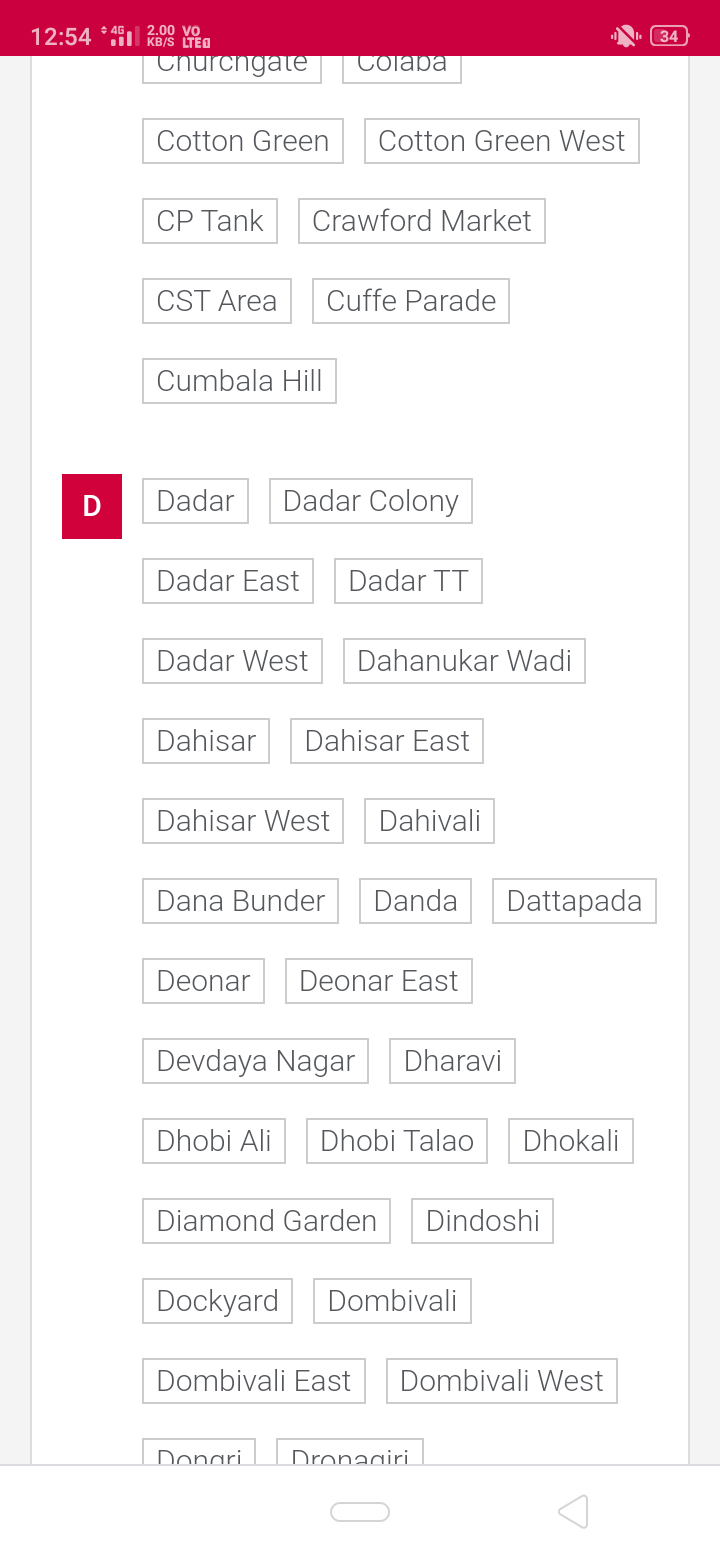 12:54 4G 2.00 KB/S VO LTE 34
Churchgate Colaba
Cotton Green Cotton Green West
CP Tank Crawford Market
CST Area Cuffe Parade
Cumbala Hill
D Dadar Dadar Colony
Dadar East Dadar TT
Dadar West Dahanukar Wadi
Dahisar Dahisar East
Dahisar West Dahivali
Dana Bunder Danda Dattapada
Deonar Deonar East
Devdaya Nagar Dharavi
Dhobi Ali Dhobi Talao Dhokali
Diamond Garden Dindoshi
Dockyard Dombivali
Dombivali East Dombivali West
Dongri Dronagiri